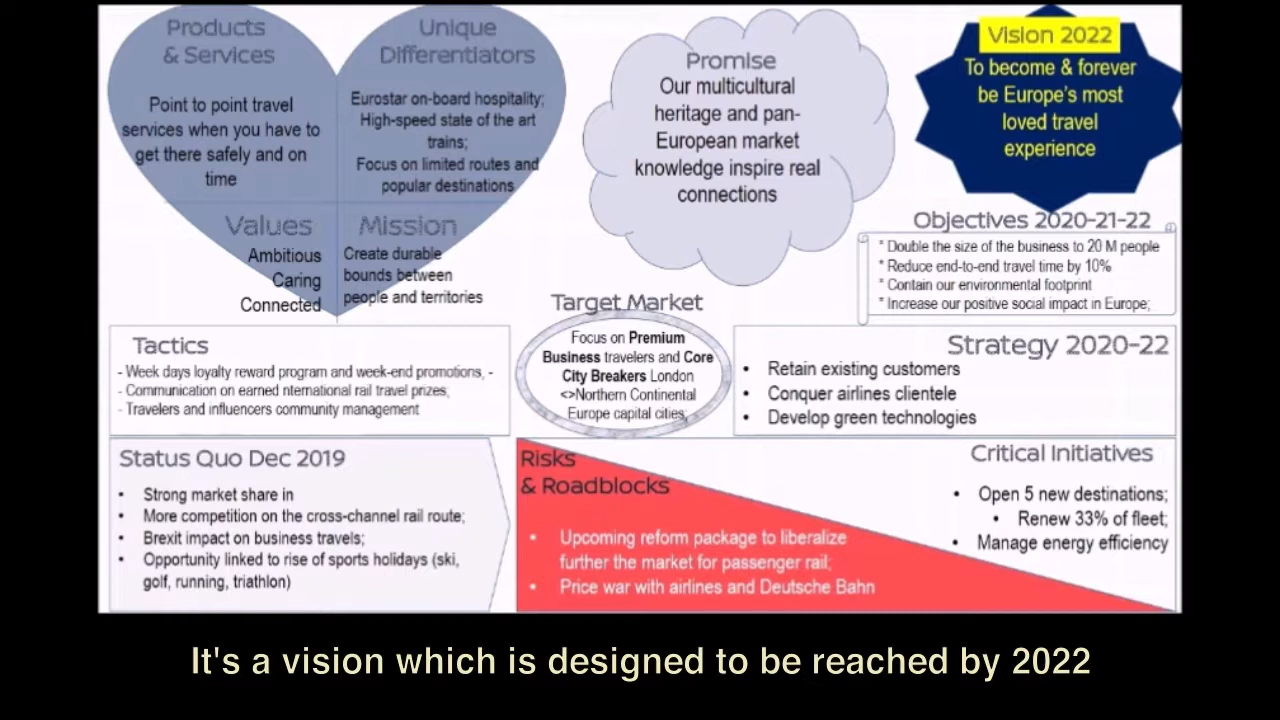 Products
& Services
Point to point travel
services when you have to
get there safely and on
time
Unique
Differentiators
Eurostar on-board hospitality;
High-speed state of the art
trains;
Focus on limited routes and
popular destinations
Values
Ambitious
Caring
Connected
Mission
Create durable
bounds between
people and territories
Promise
Our multicultural
heritage and pan-
European market
knowledge inspire real
connections
Vision 2022
To become & forever
be Europe's most
loved travel
experience
Objectives 2020-21-22
* Double the size of the business to 20 M people
* Reduce end-to-end travel time by 10%
* Contain our environmental footprint
* Increase our positive social impact in Europe;
Tactics
- Week days loyalty reward program and week-end promotions, -
- Communication on earned nternational rail travel prizes;
- Travelers and influencers community management
Target Market
Focus on Premium
Business travelers and Core
City Breakers London
<>Northern Continental
Europe capital cities;
Strategy 2020-22
• Retain existing customers
• Conquer airlines clientele
• Develop green technologies
Status Quo Dec 2019
• Strong market share in
• More competition on the cross-channel rail route;
• Brexit impact on business travels;
• Opportunity linked to rise of sports holidays (ski,
golf, running, triathlon)
Risks
& Roadblocks
• Upcoming reform package to liberalize
further the market for passenger rail;
• Price war with airlines and Deutsche Bahn
Critical Initiatives
• Open 5 new destinations;
• Renew 33% of fleet;
• Manage energy efficiency
It's a vision which is designed to be reached by 2022